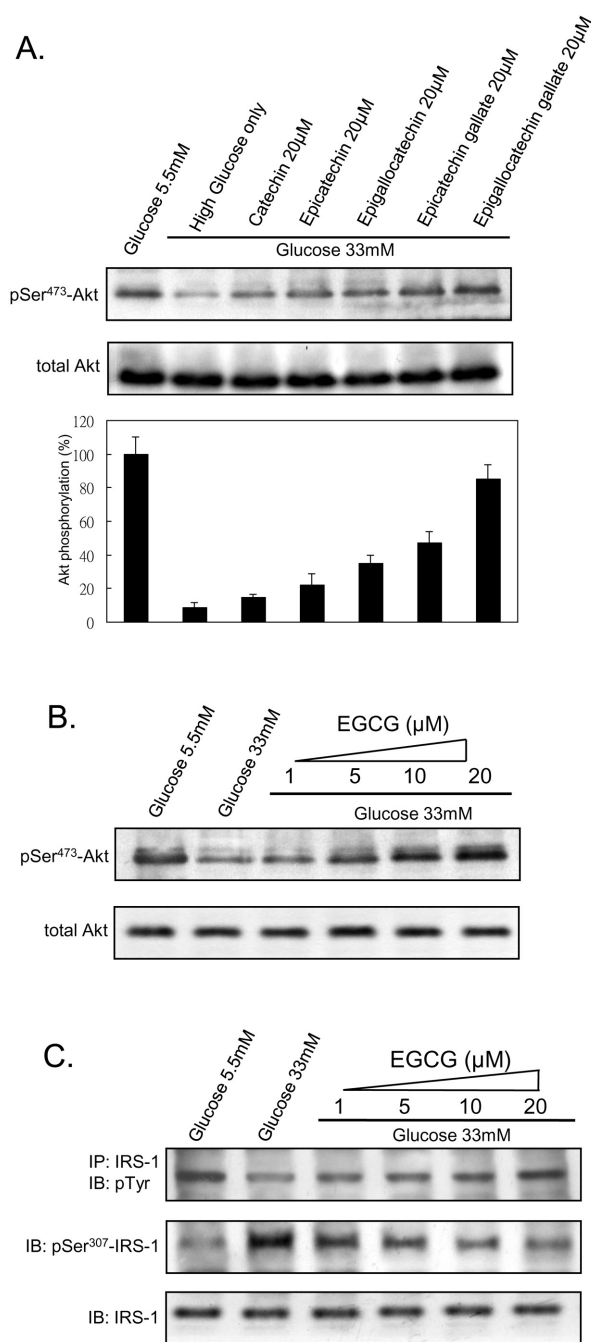 A.
Glucose 5.5mM
High Glucose only
Catechin 20µM
Epicatechin 20µM
Epigallocatechin 20µM
Epicatechin gallate 20µM
Epigallocatechin gallate 20µM
Glucose 33mM
pSer⁴⁷³-Akt
total Akt
Akt phosphorylation (%)
120
100
80
60
40
20
0
B.
Glucose 5.5mM
Glucose 33mM
EGCG (µM)
1 5 10 20
Glucose 33mM
pSer⁴⁷³-Akt
total Akt
C.
Glucose 5.5mM
Glucose 33mM
EGCG (µM)
1 5 10 20
Glucose 33mM
IP: IRS-1
IB: pTyr
IB: pSer³⁰⁷-IRS-1
IB: IRS-1